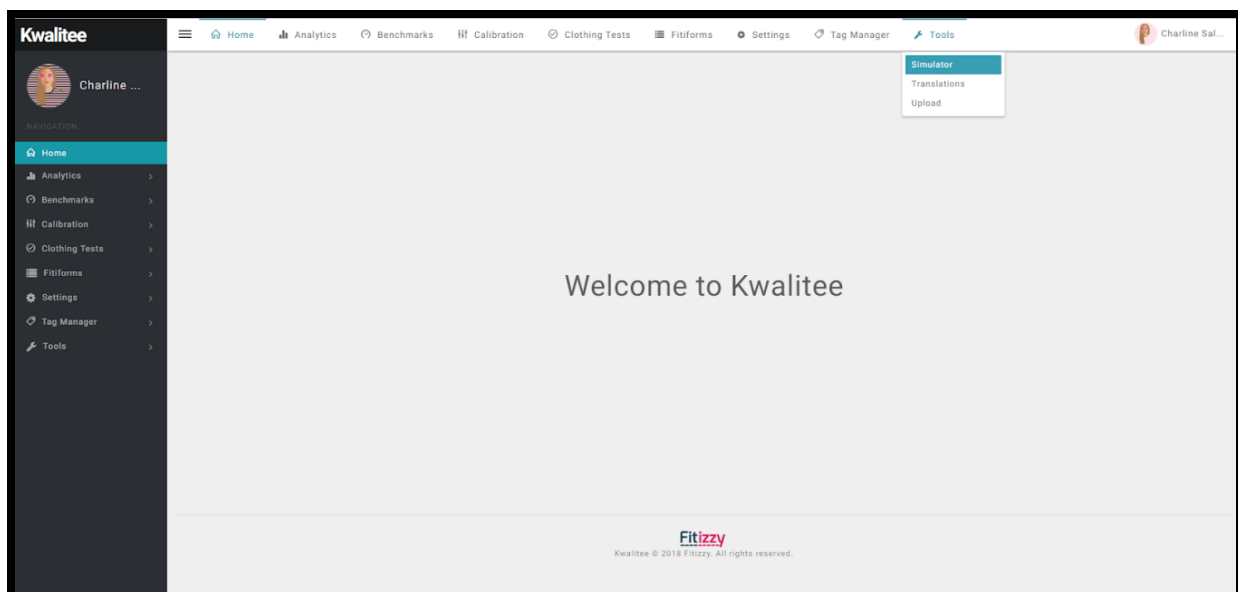 Kwalitee
Home Analytics Benchmarks Calibration Clothing Tests Fitiforms Settings Tag Manager Tools Charline Sal...
Simulator
Translations
Upload
Charline ...
NAVIGATION
Home
Analytics
Benchmarks
Calibration
Clothing Tests
Fitiforms
Settings
Tag Manager
Tools
Welcome to Kwalitee
Fitizzy
Kwalitee © 2018 Fitizzy. All rights reserved.